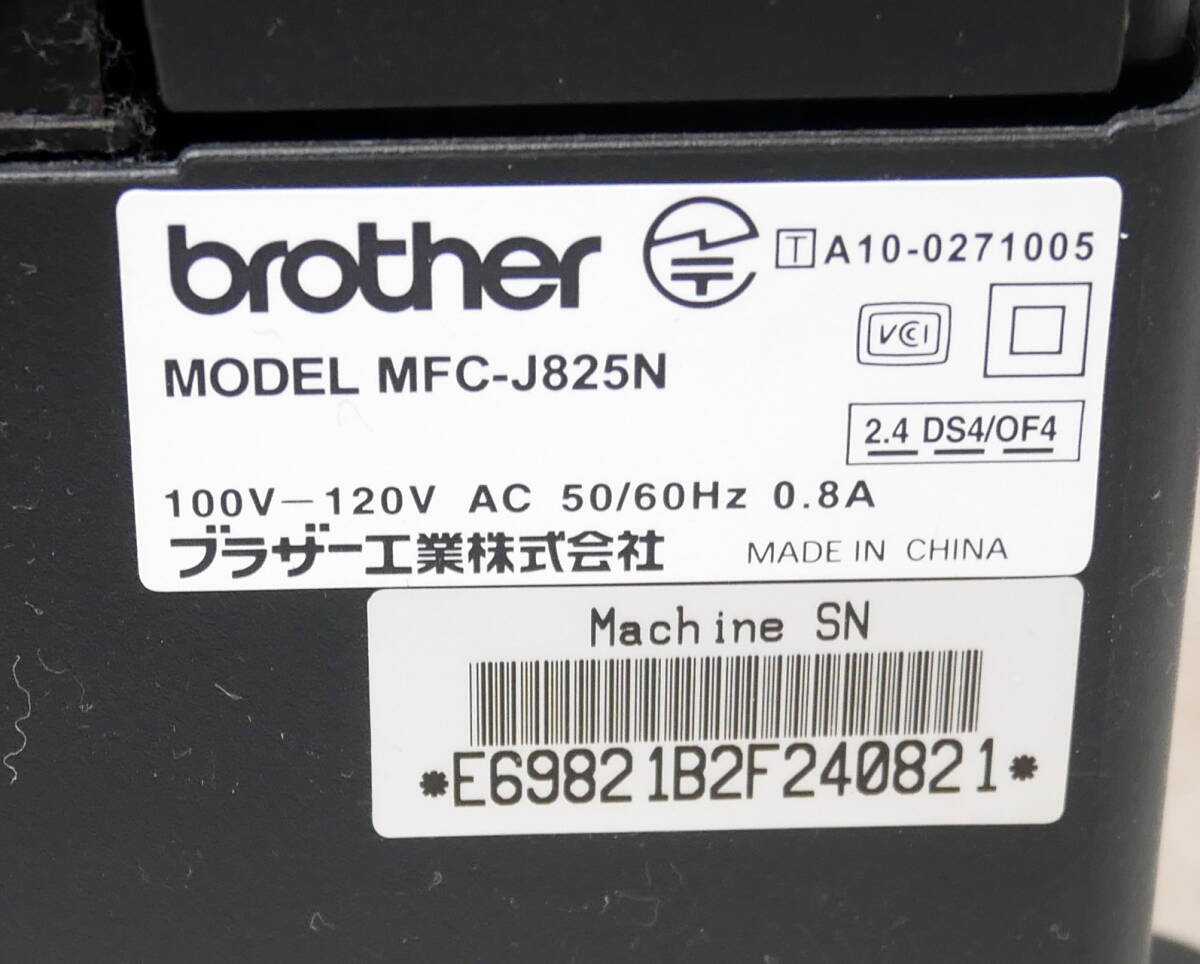 brother
T A10-0271005
VCCI
MODEL MFC-J825N
2.4 DS4/OF4
100V—120V AC 50/60Hz 0.8A
ブラザー工業株式会社 MADE IN CHINA
Machine SN
*E69821B2F240821*